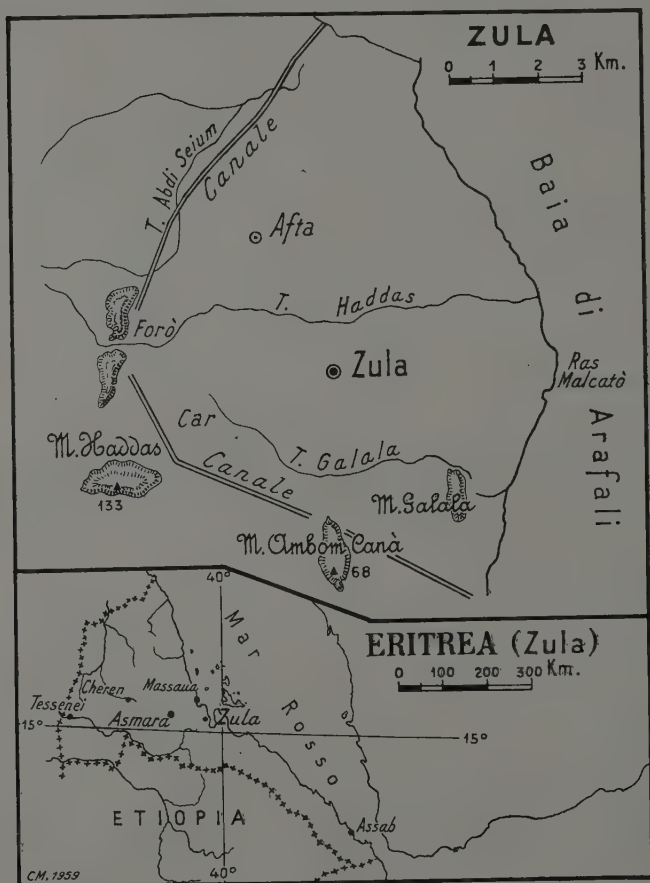 ZULA
0 1 2 3 Km.
T. Abdi Seium
Canale
Afta
Baia di Arafali
T. Haddas
Forò
Zula
Ras
Malcatò
Car
M. Haddas
133
T. Galala
Canale
M. Galala
M. Ambom Canà
68
40°
ERITREA (Zula)
0 100 200 300 Km.
Mar Rosso
Cheren
Massaua
Tessenei
Asmara
Zula
15°
15°
ETIOPIA
Assab
40°
CM. 1959